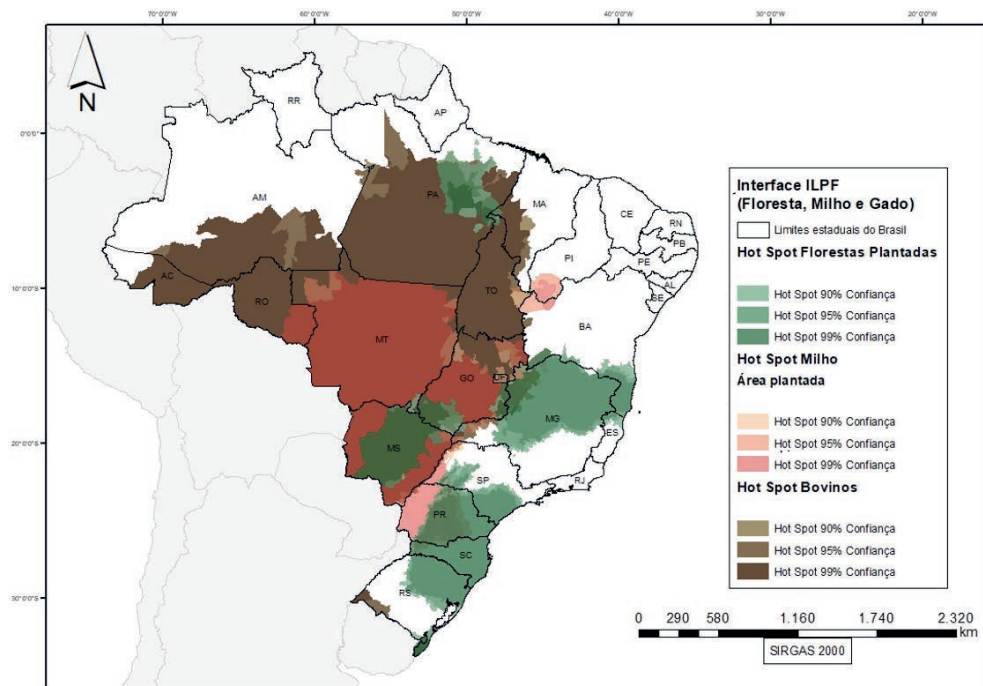 70°0'0"W 60°0'0"W 50°0'0"W 40°0'0"W 30°0'0"W 20°0'0"W
N
0°0'0"
10°0'0"S
20°0'0"S
30°0'0"S
RR
AP
AM
PA
MA
CE
RN
PB
PI
PE
AL
SE
AC
RO
TO
BA
MT
GO
DF
MG
ES
MS
SP
RJ
PR
SC
RS
Interface ILPF
(Floresta, Milho e Gado)
Limites estaduais do Brasil
Hot Spot Florestas Plantadas
Hot Spot 90% Confiança
Hot Spot 95% Confiança
Hot Spot 99% Confiança
Hot Spot Milho
Área plantada
Hot Spot 90% Confiança
Hot Spot 95% Confiança
Hot Spot 99% Confiança
Hot Spot Bovinos
Hot Spot 90% Confiança
Hot Spot 95% Confiança
Hot Spot 99% Confiança
0 290 580 1.160 1.740 2.320
km
SIRGAS 2000